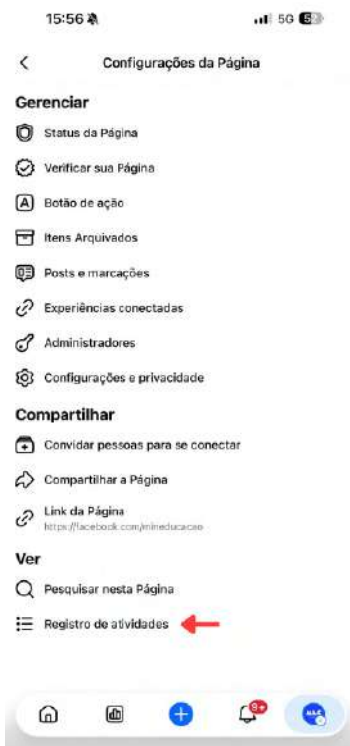 15:56
5G 5
Configurações da Página
Gerenciar
Status da Página
Verificar sua Página
A Botão de ação
Itens Arquivados
Posts e marcações
Experiências conectadas
Administradores
Configurações e privacidade
Compartilhar
Convidar pessoas para se conectar
Compartilhar a Página
Link da Página
https://facebook.com/mineducacao
Ver
Pesquisar nesta Página
Registro de atividades
9+